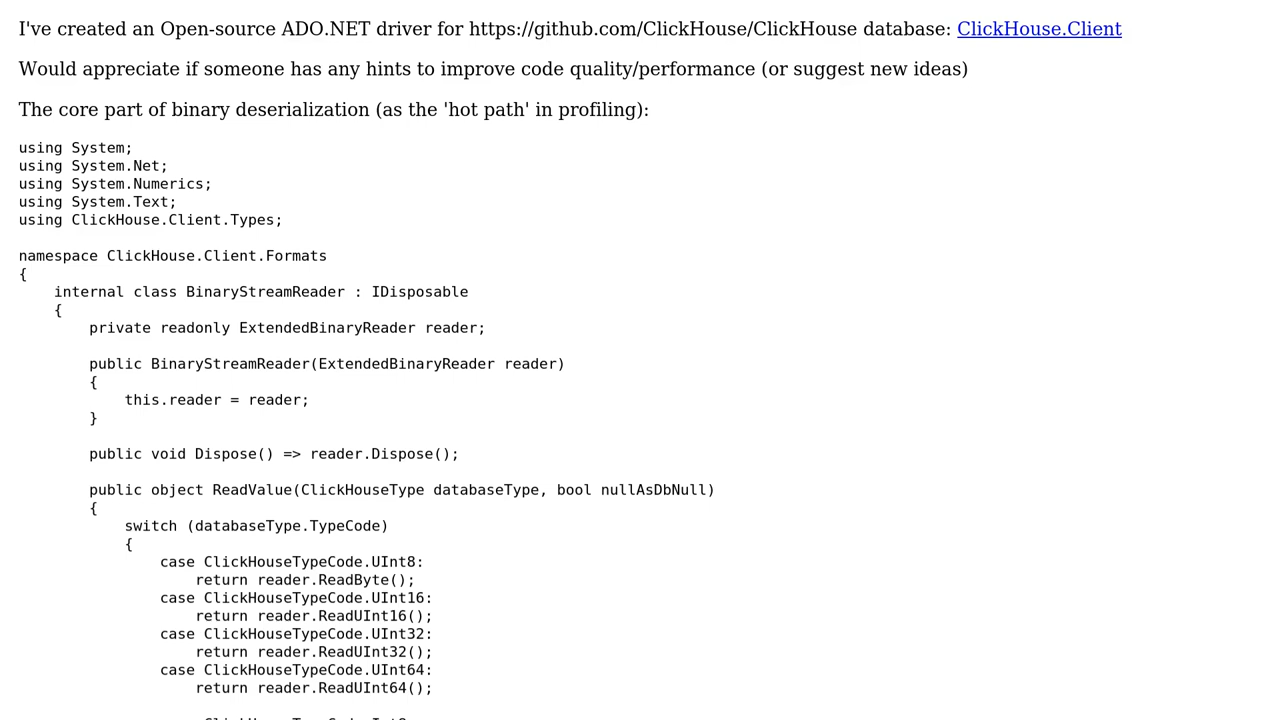 I've created an Open-source ADO.NET driver for https://github.com/ClickHouse/ClickHouse database: ClickHouse.Client
Would appreciate if someone has any hints to improve code quality/performance (or suggest new ideas)
The core part of binary deserialization (as the 'hot path' in profiling):
using System;
using System.Net;
using System.Numerics;
using System.Text;
using ClickHouse.Client.Types;
namespace ClickHouse.Client.Formats
{
    internal class BinaryStreamReader : IDisposable
    {
        private readonly ExtendedBinaryReader reader;
        public BinaryStreamReader(ExtendedBinaryReader reader)
        {
            this.reader = reader;
        }
        public void Dispose() => reader.Dispose();
        public object ReadValue(ClickHouseType databaseType, bool nullAsDbNull)
        {
            switch (databaseType.TypeCode)
            {
                case ClickHouseTypeCode.UInt8:
                    return reader.ReadByte();
                case ClickHouseTypeCode.UInt16:
                    return reader.ReadUInt16();
                case ClickHouseTypeCode.UInt32:
                    return reader.ReadUInt32();
                case ClickHouseTypeCode.UInt64:
                    return reader.ReadUInt64();